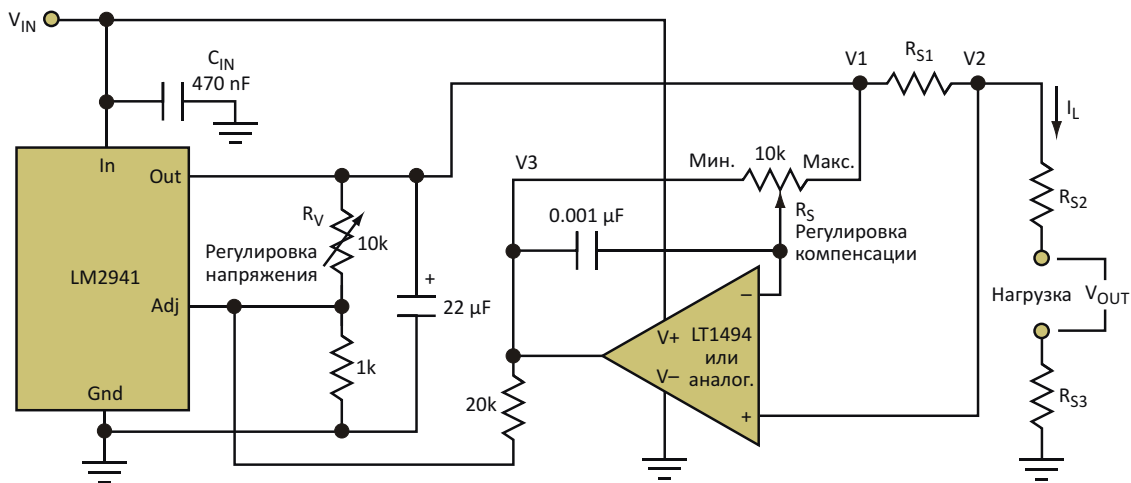 VIN
CIN
470 nF
V1
RS1
V2
IL
In
Out
V3
Мин.
10k
Макс.
RV
10k
0.001 µF
RS
Регулировка
компенсации
RS2
Регулировка
напряжения
LM2941
Adj
+
22 µF
–
V+
LT1494
или
аналог.
V–
+
Нагрузка
VOUT
1k
Gnd
20k
RS3